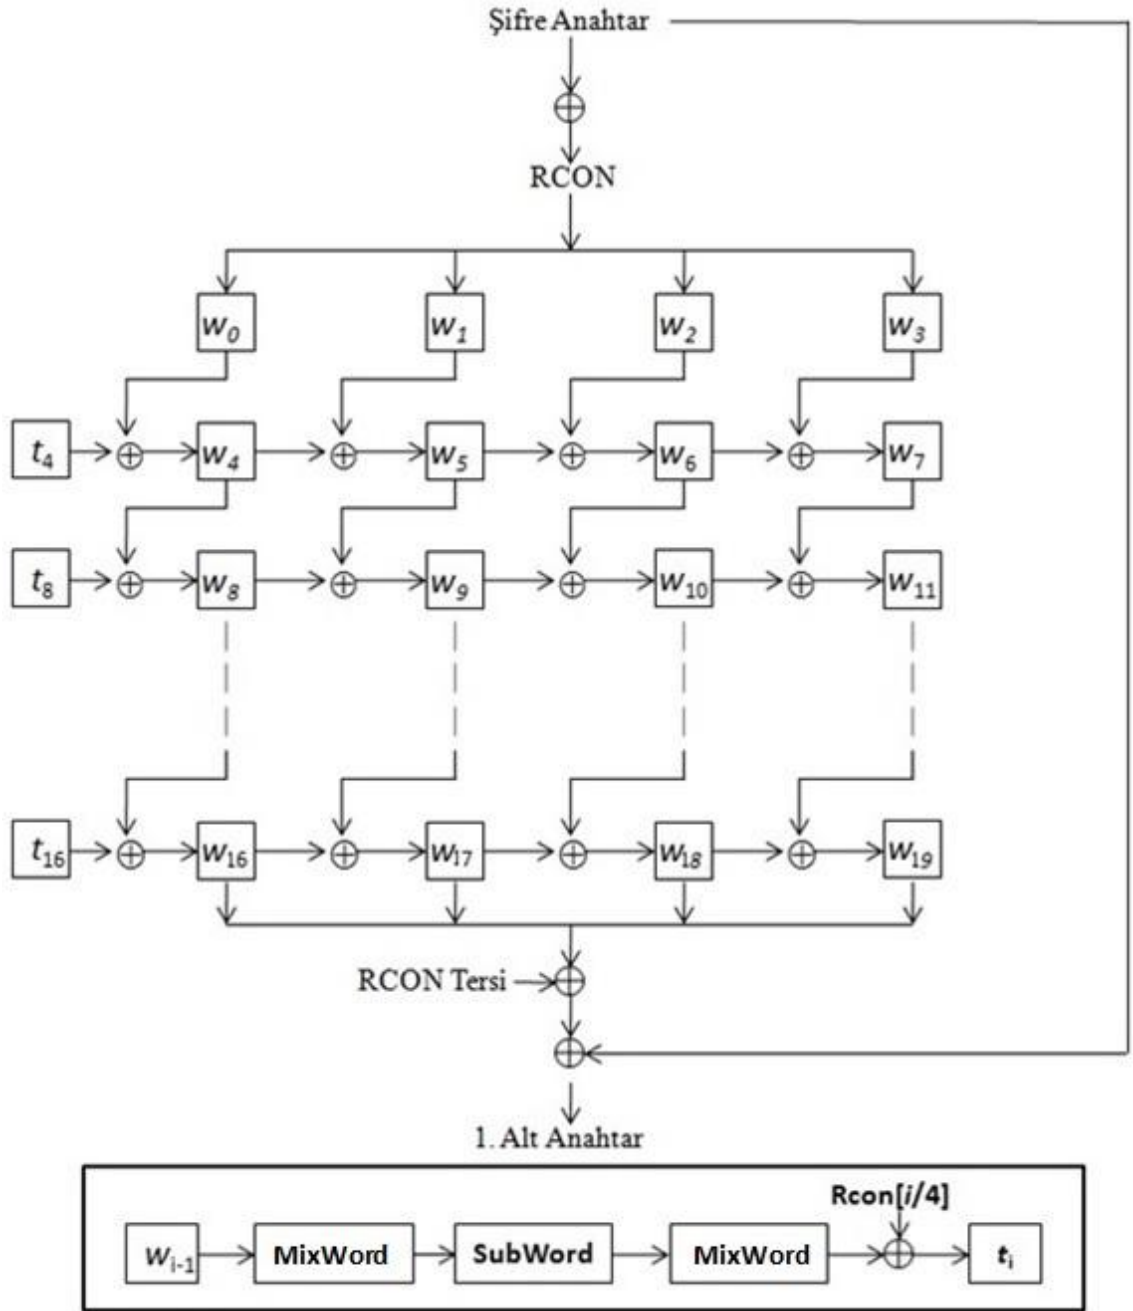 Şifre Anahtar
RCON
w0 w1 w2 w3
t4 w4 w5 w6 w7
t8 w8 w9 w10 w11
t16 w16 w17 w18 w19
RCON Tersi
1. Alt Anahtar
Rcon[i/4]
wi-1 MixWord SubWord MixWord ti